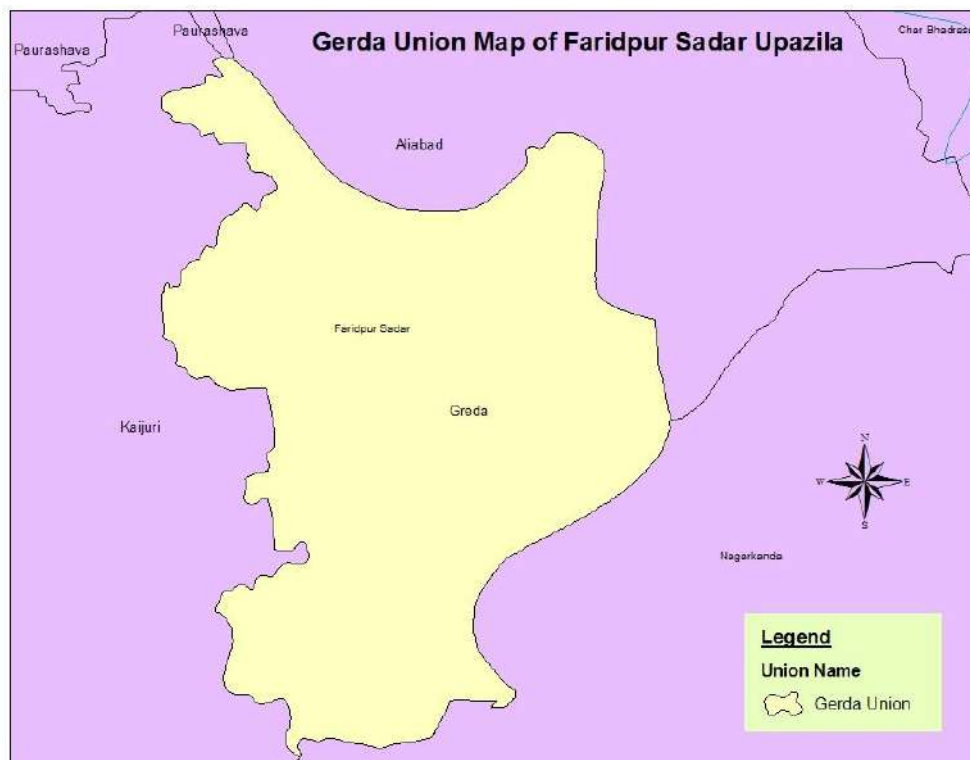 Paurashava
Paurashava
Gerda Union Map of Faridpur Sadar Upazila
Aliabad
Faridpur Sadar
Greda
Kaijuri
N
W
E
S
Nagarkanda
Legend
Union Name
Gerda Union